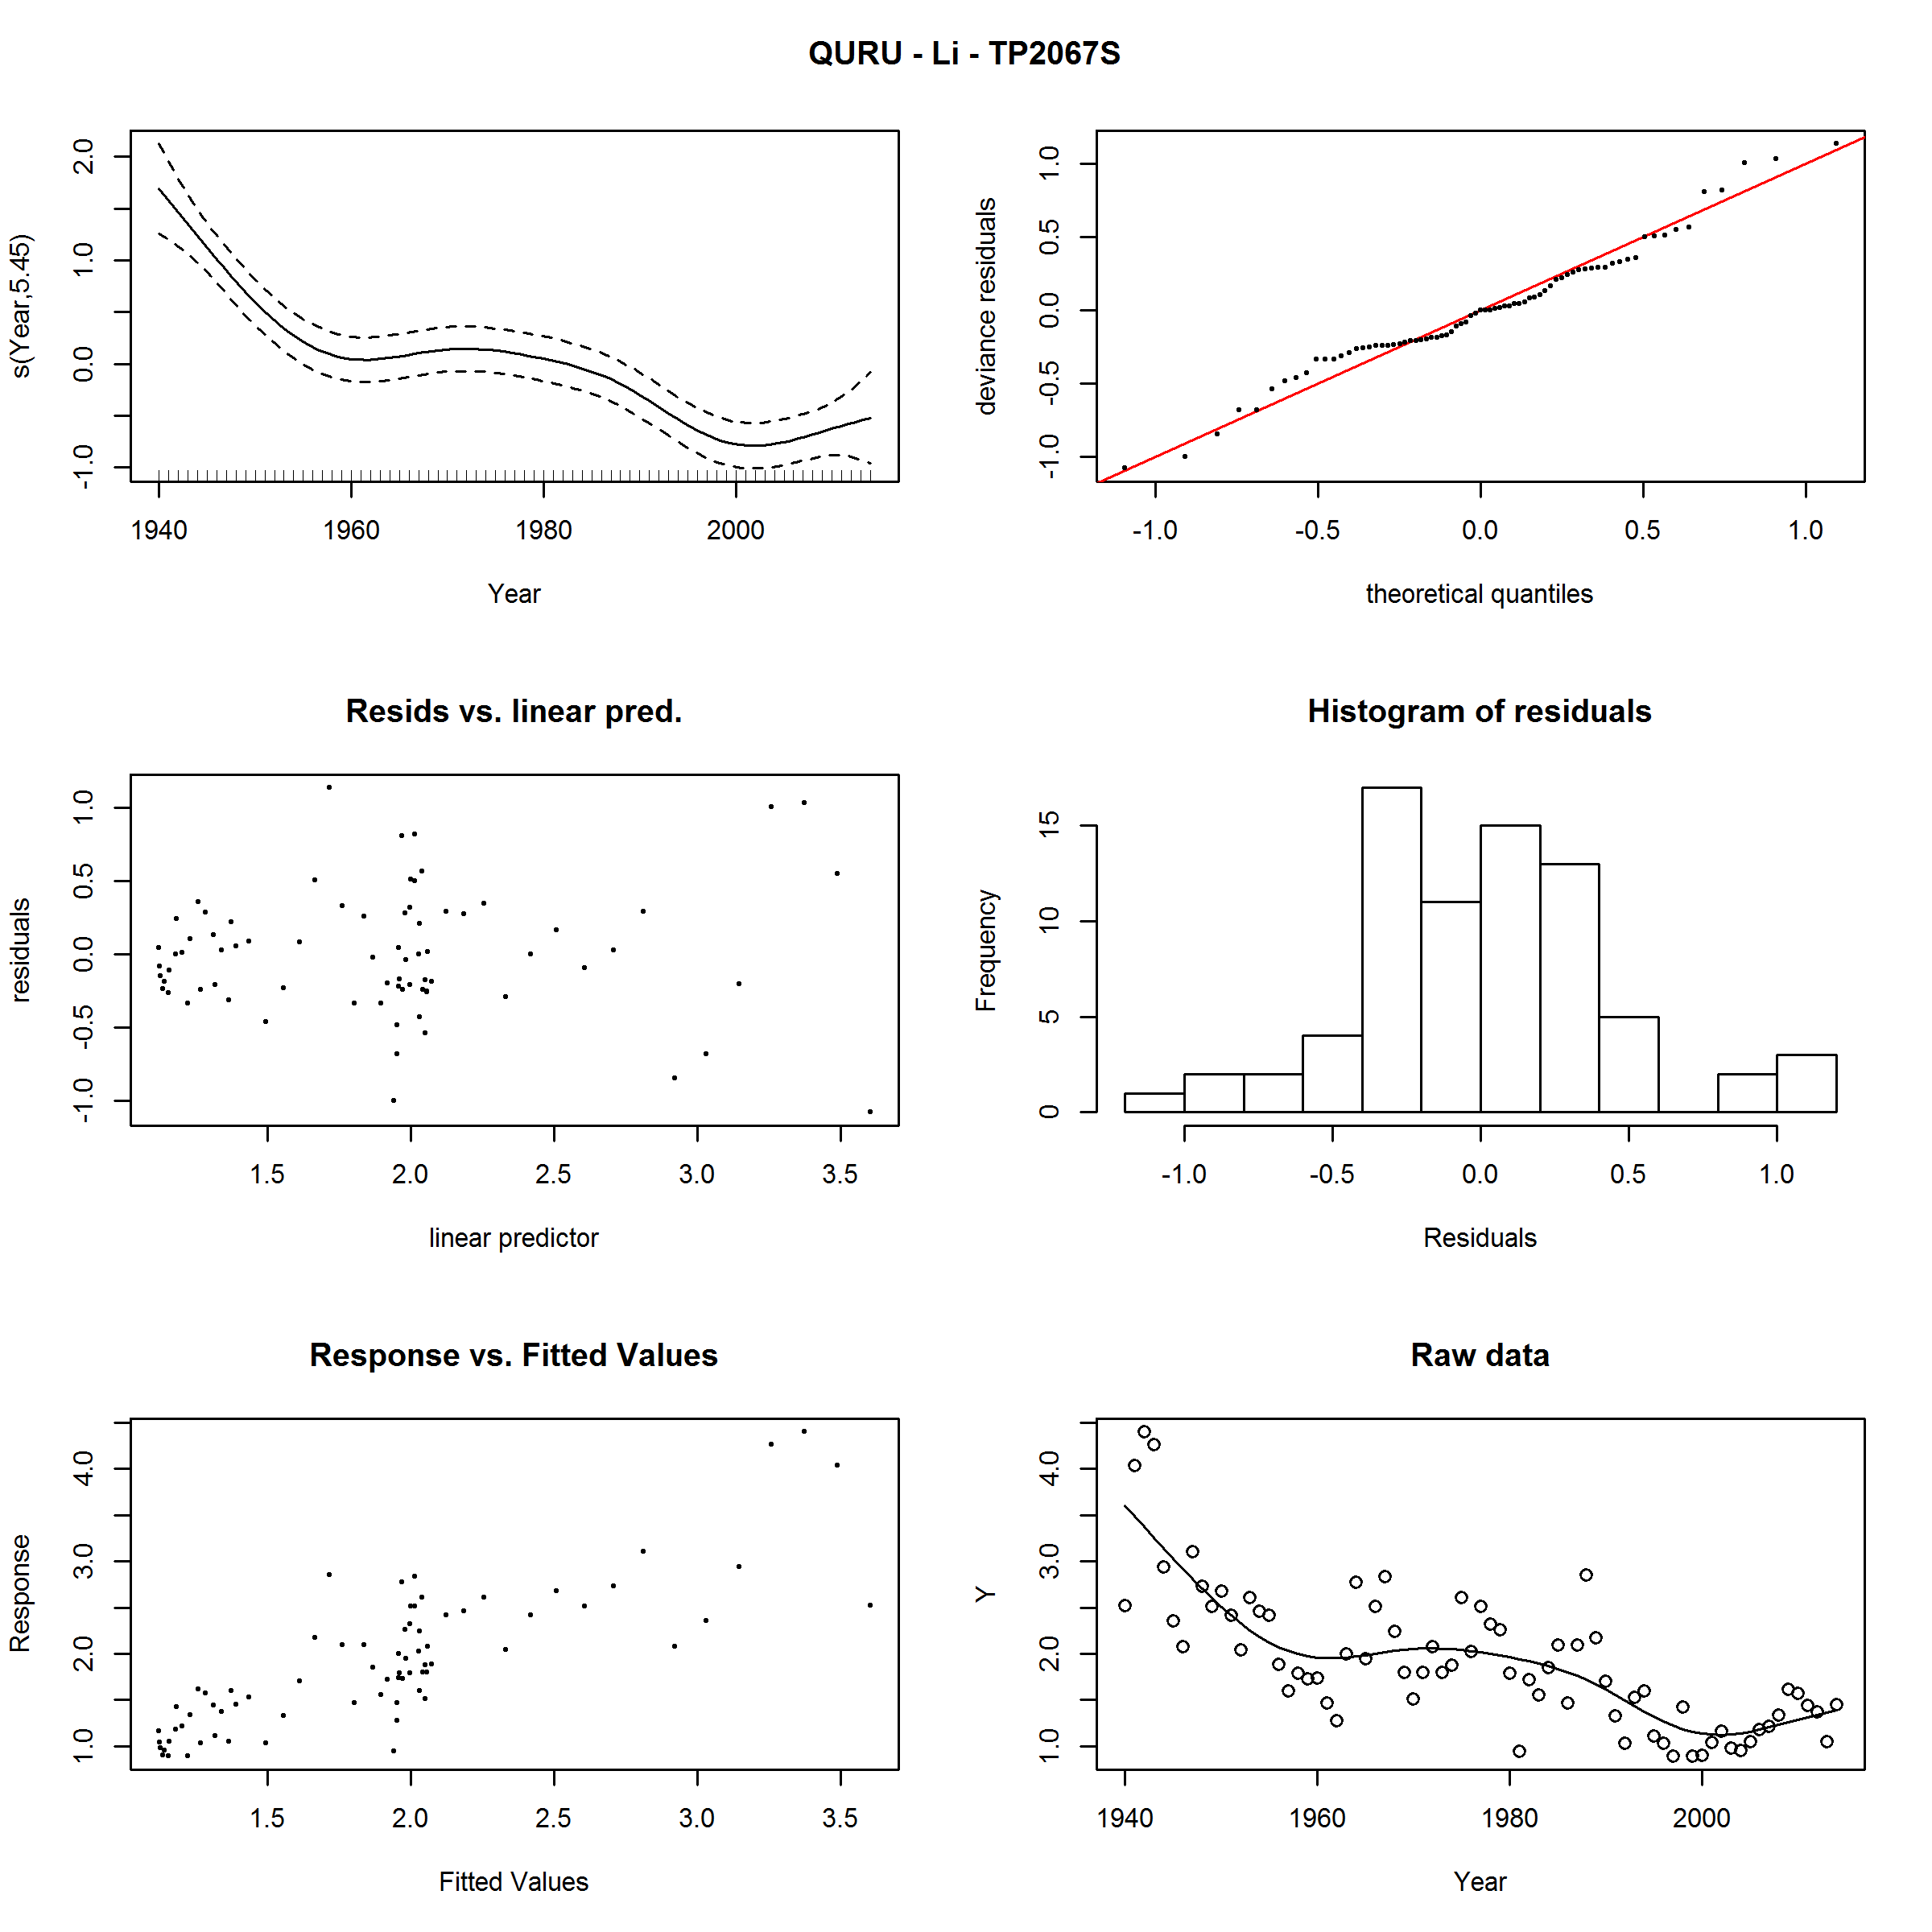 QURU - Li - TP2067S
s(Year,5.45)
2.0
1.0
0.0
-1.0
1940 1960 1980 2000
Year
deviance residuals
1.0
0.5
0.0
-0.5
-1.0
-1.0 -0.5 0.0 0.5 1.0
theoretical quantiles
Resids vs. linear pred.
residuals
1.0
0.5
0.0
-0.5
-1.0
1.5 2.0 2.5 3.0 3.5
linear predictor
Histogram of residuals
Frequency
15
10
5
0
-1.0 -0.5 0.0 0.5 1.0
Residuals
Response vs. Fitted Values
Response
4.0
3.0
2.0
1.0
1.5 2.0 2.5 3.0 3.5
Fitted Values
Raw data
Y
4.0
3.0
2.0
1.0
1940 1960 1980 2000
Year